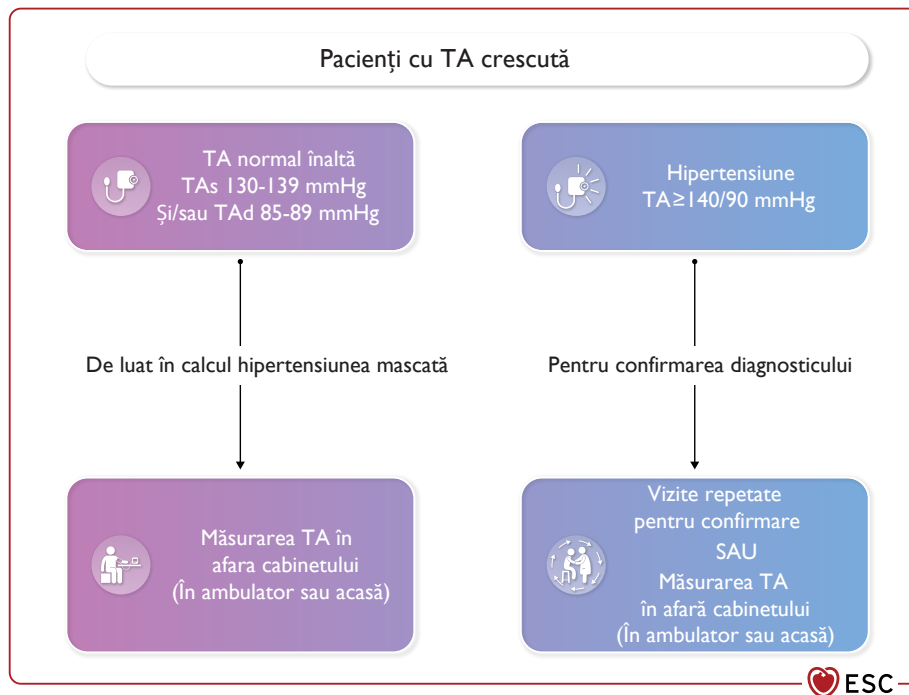 Pacienți cu TA crescută
TA normal înaltă
TAs 130-139 mmHg
Și/sau TAd 85-89 mmHg
Hipertensiune
TA≥140/90 mmHg
De luat în calcul hipertensiunea mascată
Pentru confirmarea diagnosticului
Măsurarea TA în
afara cabinetului
(În ambulator sau acasă)
Vizite repetate
pentru confirmare
SAU
Măsurarea TA
în afară cabinetului
(În ambulator sau acasă)
ESC